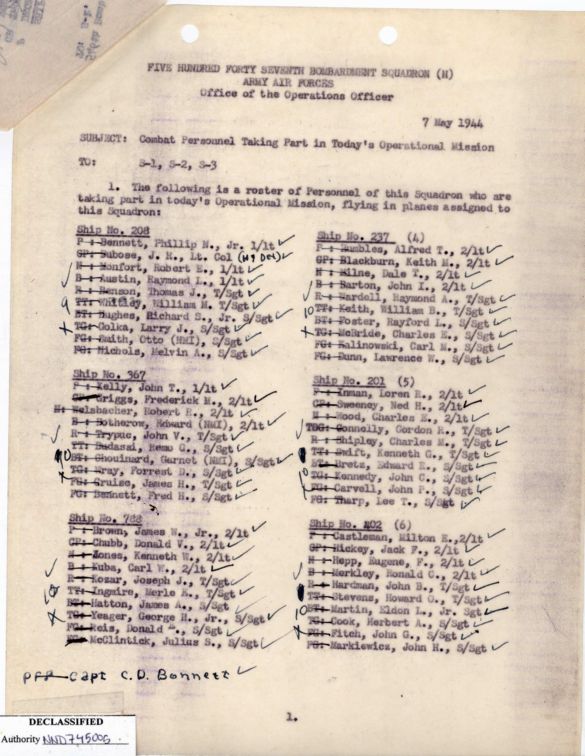 FIVE HUNDRED FORTY SEVENTH BOMBARDMENT SQUADRON (H)
ARMY AIR FORCES
Office of the Operations Officer
7 May 1944
SUBJECT: Combat Personnel Taking Part in Today's Operational Mission
TO: S-1, S-2, S-3
1. The following is a roster of Personnel of this Squadron who are
taking part in today's Operational Mission, flying in planes assigned to
this Squadron:
Ship No. 208
P : Bennett, Phillip N., Jr. 1/lt
CP: Dubose, J. K., Lt. Col (Hq Det)
N : Monfort, Robert E., 1/lt
B : Austin, Raymond L., 1/lt
R : Henson, Thomas J., T/Sgt
9 TT: Whitley, William M. T/Sgt
BT: Hughes, Richard S., Jr. S/Sgt
TG: Golka, Larry J., S/Sgt
FG: Smith, Otto (NMI), S/Sgt
FG: Nichols, Melvin A., S/Sgt
Ship No. 367
P : Kelly, John T., 1/lt
CP: Griggs, Frederick M., 2/lt
N: Welsbacher, Robert E., 2/lt
B : Sotherow, Edward (NMI), 2/lt
R : Trypuc, John V., T/Sgt
TT: Sudassi, Remo G., S/Sgt
BT: Chouinard, Garnet (NMI), S/Sgt
TG: Wray, Forrest D., S/Sgt
FG: Cruise, James H., T/Sgt
FG: Bennett, Fred H., S/Sgt
Ship No. 788
P : Brown, James W., Jr., 2/lt
CP: Chubb, Donald V., 2/lt
N : Jones, Kenneth W., 2/lt
B : Kuba, Carl W., 2/lt
R : Kozar, Joseph J., T/Sgt
TT: Ingmire, Merle K., T/Sgt
BT: Hatton, James A., S/Sgt
TG: Yeager, George H., Jr., S/Sgt
FG: Reis, Donald S., S/Sgt
FG: McClintick, Julius S., S/Sgt
PFF Capt C.D. Bonnett
Ship No. 237 (4)
P : Humbles, Alfred T., 2/lt
CP: Blackburn, Keith M., 2/lt
N : Milne, Dale T., 2/lt
B : Barton, John I., 2/lt
R : Wardell, Raymond A., T/Sgt
10 TT: Keith, William B., T/Sgt
BT: Foster, Rayford L., S/Sgt
TG: McBride, Charles E., S/Sgt
FG: Kalinowski, Carl M., S/Sgt
FG: Dunn, Lawrence W., S/Sgt
Ship No. 201 (5)
P : Inman, Loren R., 2/lt
CP: Sweeney, Ned H., 2/lt
N : Hood, Charles E., 2/lt
TOG: Connelly, Gordon R., T/Sgt
R : Shipley, Charles M., T/Sgt
TT: Swift, Kenneth G., T/Sgt
BT: Bretz, Edward R., S/Sgt
TG: Kennedy, John C., S/Sgt
FG: Carvell, John P., S/Sgt
FG: Tharp, Lee T., S/Sgt
Ship No. 402 (6)
P : Castleman, Milton E., 2/lt
CP: Hickey, Jack F., 2/lt
N : Hepp, Eugene, F., 2/lt
B : Merkley, Ronald C., 2/lt
R : Hardman, John B., T/Sgt
TT: Stevens, Howard G., T/Sgt
10 BT: Martin, Eldon L., Jr. Sgt
TG: Cook, Herbert A., S/Sgt
FG: Fitch, John G., S/Sgt
FG: Markiewicz, John H., S/Sgt
1.
DECLASSIFIED
Authority NND745005